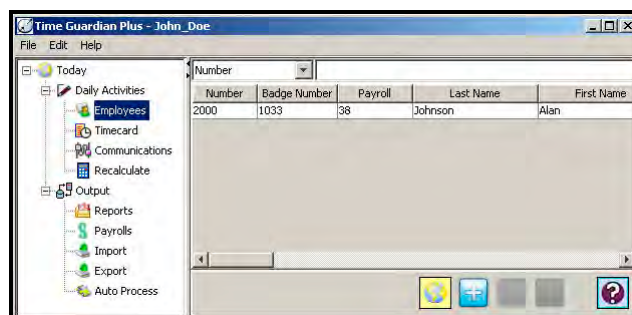 Time Guardian Plus - John_Doe
File Edit Help
Today
Daily Activities
Employees
Timecard
Communications
Recalculate
Output
Reports
Payrolls
Import
Export
Auto Process
Number
Number Badge Number Payroll Last Name First Name
2000 1033 38 Johnson Alan